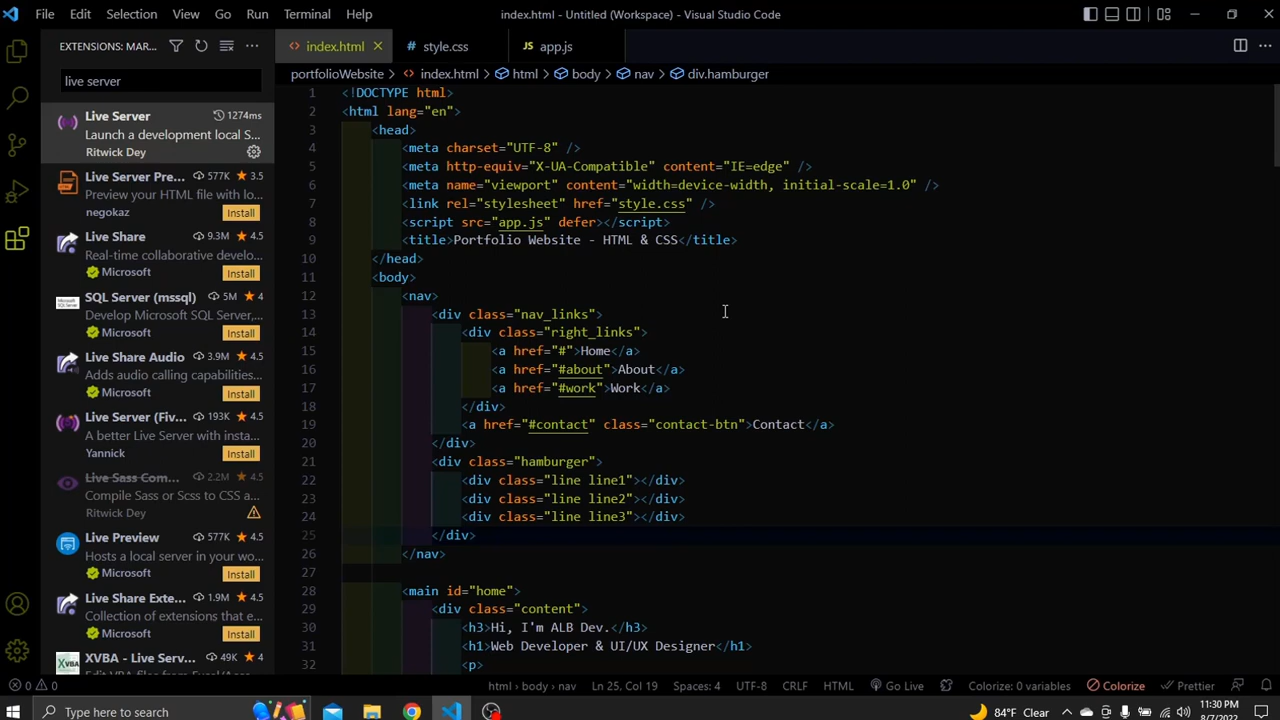 File Edit Selection View Go Run Terminal Help index.html - Untitled (Workspace) - Visual Studio Code
EXTENSIONS: MAR... index.html style.css app.js
live server
portfolioWebsite > index.html > html > body > nav > div.hamburger
Live Server 1274ms
Launch a development local S...
Ritwick Dey
Live Server Pre... 577K 3.5
Preview your HTML file with lo...
negokaz Install
Live Share 9.3M 4.5
Real-time collaborative develo...
Microsoft Install
SQL Server (mssql) 5M 4
Develop Microsoft SQL Server,...
Microsoft Install
Live Share Audio 3.9M 4.5
Adds audio calling capabilities...
Microsoft Install
Live Server (Fiv... 193K 4.5
A better Live Server with insta...
Yannick Install
Live Sass Com... 2.2M 4.5
Compile Sass or Scss to CSS a...
Ritwick Dey
Live Preview 577K 4.5
Hosts a local server in your wo...
Microsoft Install
Live Share Exte... 1.9M 4.5
Collection of extensions that e...
Microsoft Install
XVBA - Live Serv... 49K 4
Edit VBA files from Excel/Acce...
1 <!DOCTYPE html>
2 <html lang="en">
3 <head>
4 <meta charset="UTF-8" />
5 <meta http-equiv="X-UA-Compatible" content="IE=edge" />
6 <meta name="viewport" content="width=device-width, initial-scale=1.0" />
7 <link rel="stylesheet" href="style.css" />
8 <script src="app.js" defer></script>
9 <title>Portfolio Website - HTML & CSS</title>
10 </head>
11 <body>
12 <nav>
13 <div class="nav_links">
14 <div class="right_links">
15 <a href="#">Home</a>
16 <a href="#about">About</a>
17 <a href="#work">Work</a>
18 </div>
19 <a href="#contact" class="contact-btn">Contact</a>
20 </div>
21 <div class="hamburger">
22 <div class="line line1"></div>
23 <div class="line line2"></div>
24 <div class="line line3"></div>
25 </div>
26 </nav>
27
28 <main id="home">
29 <div class="content">
30 <h3>Hi, I'm ALB Dev.</h3>
31 <h1>Web Developer & UI/UX Designer</h1>
32 <p>
0 0 html > body > nav Ln 25, Col 19 Spaces: 4 UTF-8 CRLF HTML Go Live Colorize: 0 variables Colorize Prettier
Type here to search 84°F Clear 11:30 PM